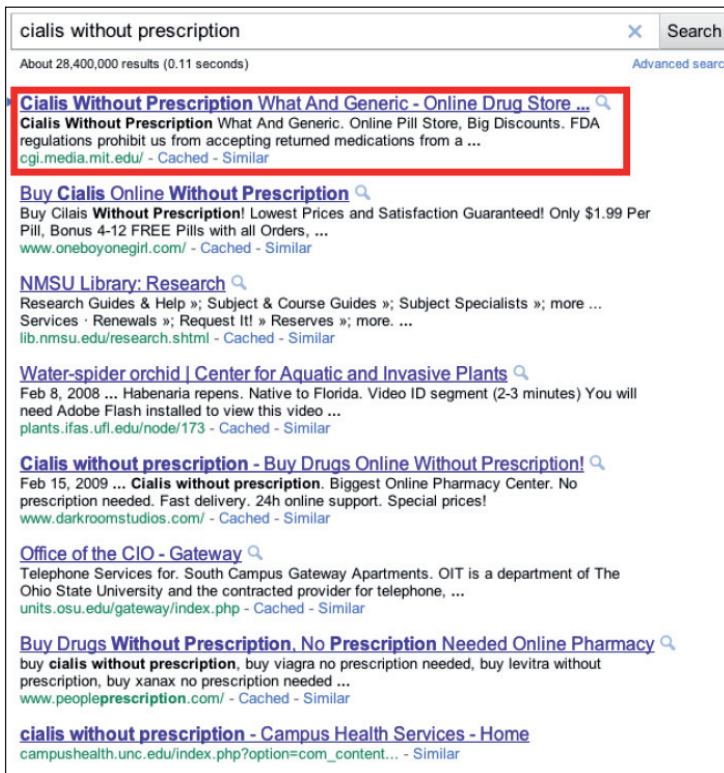 cialis without prescription × Search
About 28,400,000 results (0.11 seconds) Advanced searc
Cialis Without Prescription What And Generic - Online Drug Store ...
Cialis Without Prescription What And Generic. Online Pill Store, Big Discounts. FDA
regulations prohibit us from accepting returned medications from a ...
cgi.media.mit.edu/ - Cached - Similar
Buy Cialis Online Without Prescription
Buy Cilais Without Prescription! Lowest Prices and Satisfaction Guaranteed! Only $1.99 Per
Pill, Bonus 4-12 FREE Pills with all Orders, ...
www.oneboyonegirl.com/ - Cached - Similar
NMSU Library: Research
Research Guides & Help »; Subject & Course Guides »; Subject Specialists »; more ...
Services · Renewals »; Request It! » Reserves »; more. ...
lib.nmsu.edu/research.shtml - Cached - Similar
Water-spider orchid | Center for Aquatic and Invasive Plants
Feb 8, 2008 ... Habenaria repens. Native to Florida. Video ID segment (2-3 minutes) You will
need Adobe Flash installed to view this video ...
plants.ifas.ufl.edu/node/173 - Cached - Similar
Cialis without prescription - Buy Drugs Online Without Prescription!
Feb 15, 2009 ... Cialis without prescription. Biggest Online Pharmacy Center. No
prescription needed. Fast delivery. 24h online support. Special prices!
www.darkroomstudios.com/ - Cached - Similar
Office of the CIO - Gateway
Telephone Services for. South Campus Gateway Apartments. OIT is a department of The
Ohio State University and the contracted provider for telephone, ...
units.osu.edu/gateway/index.php - Cached - Similar
Buy Drugs Without Prescription, No Prescription Needed Online Pharmacy
buy cialis without prescription, buy viagra no prescription needed, buy levitra without
prescription, buy xanax no prescription needed ...
www.peopleprescription.com/ - Cached - Similar
cialis without prescription - Campus Health Services - Home
campushealth.unc.edu/index.php?option=com_content... - Similar